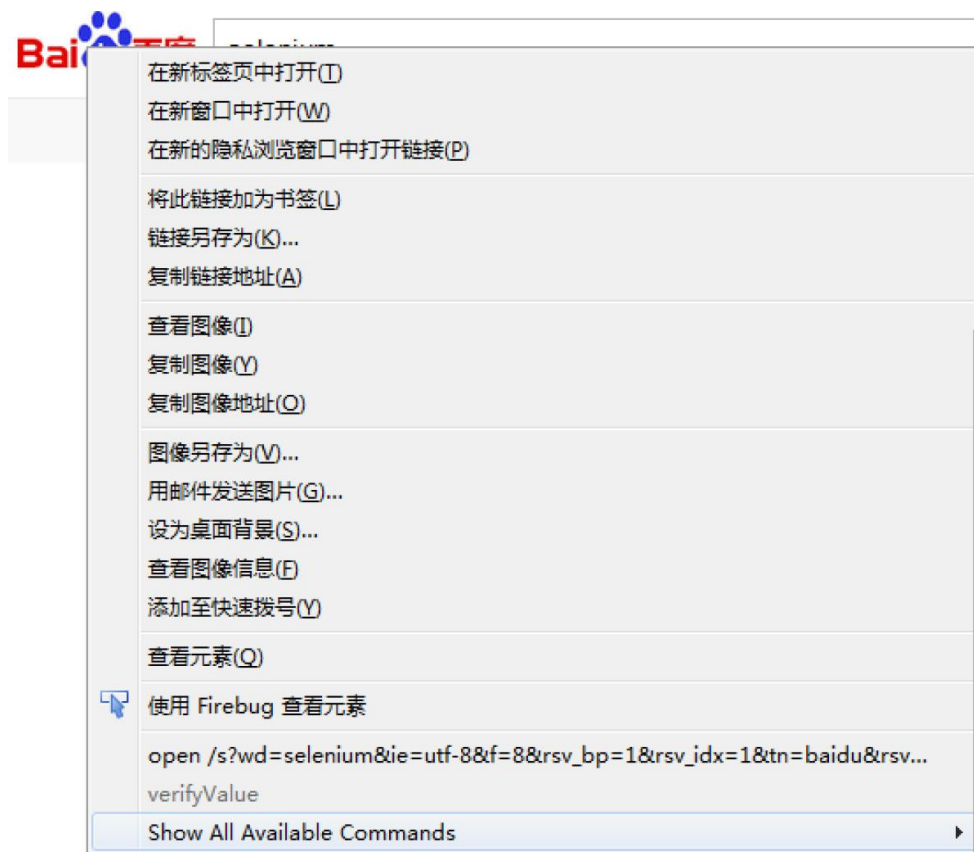 Bai 百度
selenium
在新标签页中打开(T)
在新窗口中打开(W)
在新的隐私浏览窗口中打开链接(P)
将此链接加为书签(L)
链接另存为(K)...
复制链接地址(A)
查看图像(I)
复制图像(Y)
复制图像地址(O)
图像另存为(V)...
用邮件发送图片(G)...
设为桌面背景(S)...
查看图像信息(F)
添加至快速拨号(Y)
查看元素(Q)
使用 Firebug 查看元素
open /s?wd=selenium&ie=utf-8&f=8&rsv_bp=1&rsv_idx=1&tn=baidu&rsv...
verifyValue
Show All Available Commands